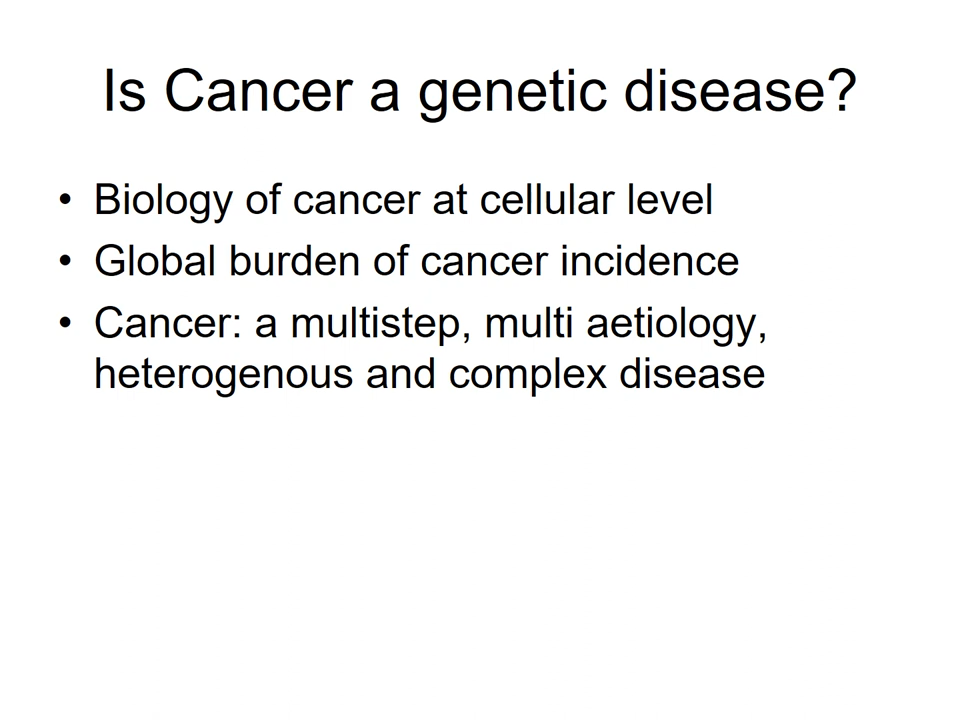 Is Cancer a genetic disease?
• Biology of cancer at cellular level
• Global burden of cancer incidence
• Cancer: a multistep, multi aetiology,
heterogenous and complex disease